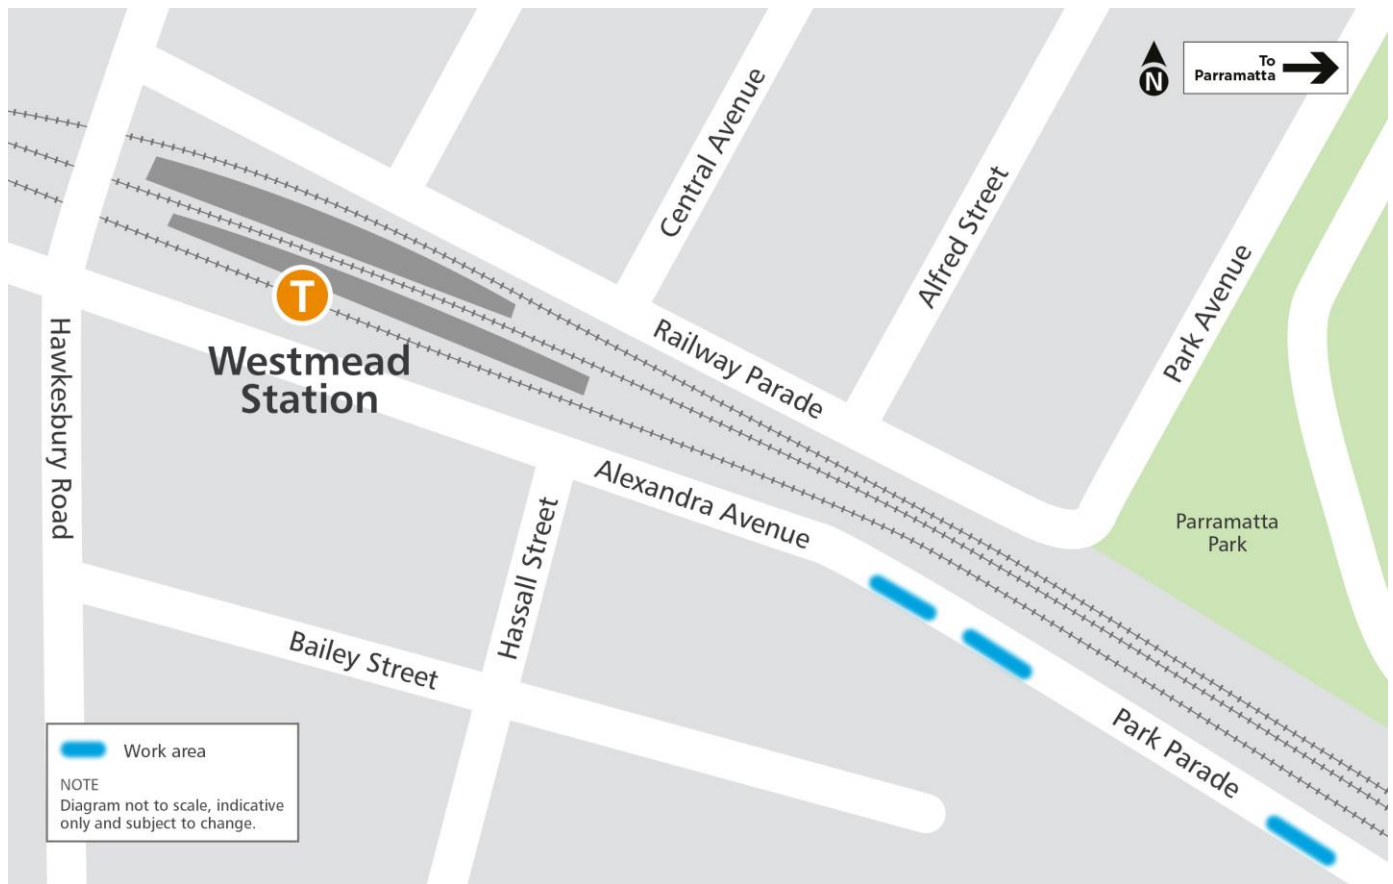 To
Parramatta
N
Central Avenue
Alfred Street
Park Avenue
T
Westmead
Station
Railway Parade
Hawkesbury Road
Alexandra Avenue
Hassall Street
Parramatta
Park
Bailey Street
Park Parade
Work area
NOTE
Diagram not to scale, indicative
only and subject to change.